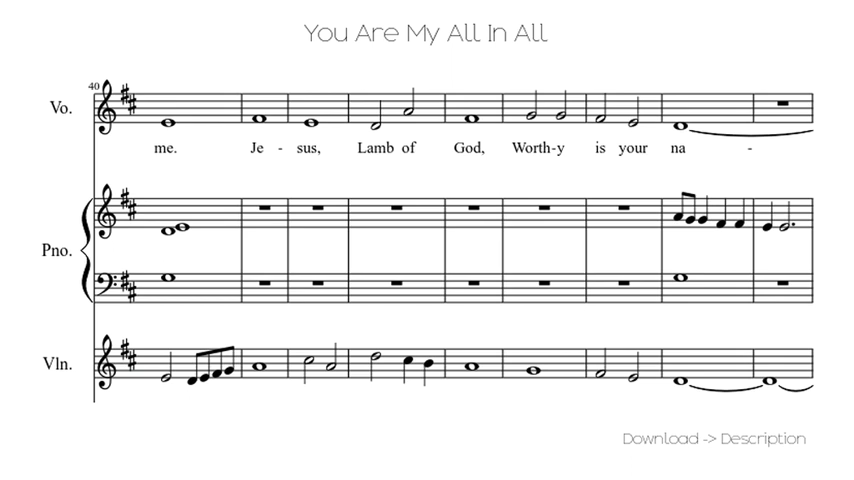 You Are My All In All
40
Vo.
me. Je - sus, Lamb of God, Worth-y is your na -
Pno.
Vln.
Download -> Description